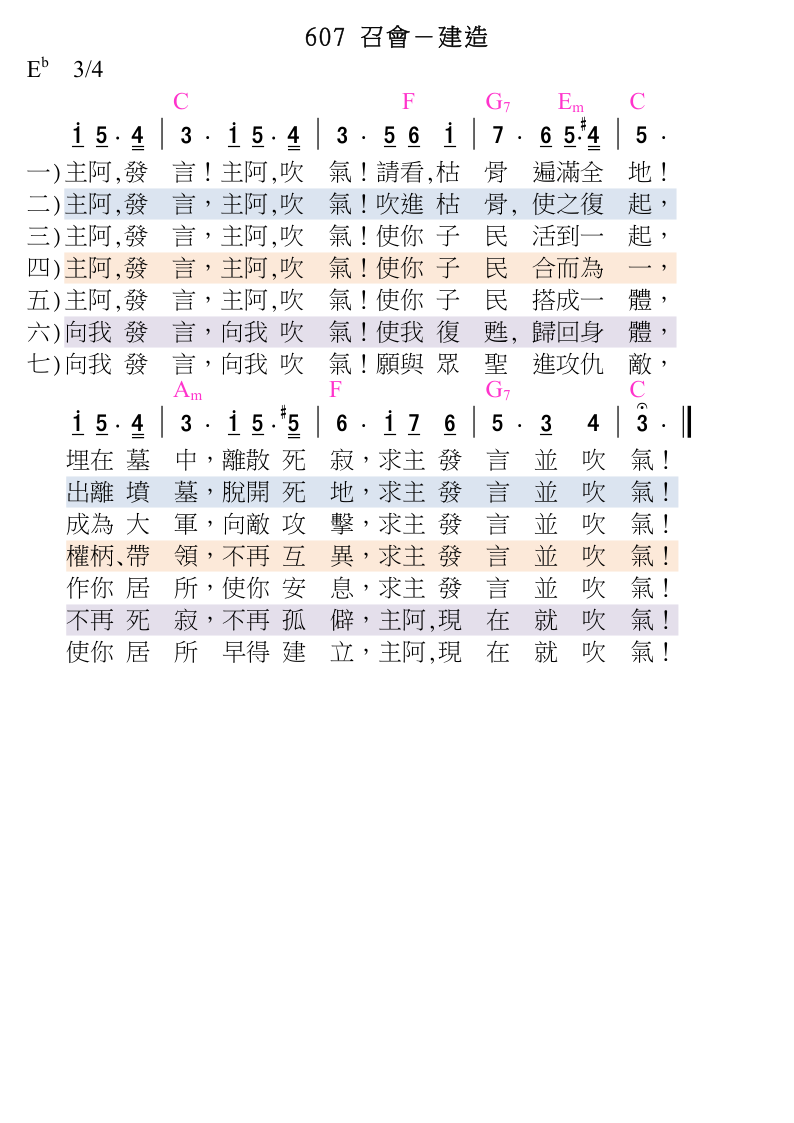 607 召會－建造
E♭ 3/4
C F G7 Em C
i 5 . 4 | 3 . i 5 . 4 | 3 . 5 6 i | 7 . 6 5. #4 | 5 .
一)主阿,發 言！主阿,吹 氣！請看,枯 骨 遍滿全 地！
二)主阿,發 言，主阿,吹 氣！吹進 枯 骨, 使之復 起，
三)主阿,發 言，主阿,吹 氣！使你 子 民 活到一 起，
四)主阿,發 言，主阿,吹 氣！使你 子 民 合而為 一，
五)主阿,發 言，主阿,吹 氣！使你 子 民 搭成一 體，
六)向我 發 言，向我 吹 氣！使我 復 甦, 歸回身 體，
七)向我 發 言，向我 吹 氣！願與 眾 聖 進攻仇 敵，
Am F G7 C
i 5 . 4 | 3 . i 5 . #5 | 6 . i 7 6 | 5 . 3 4 | 3 . ||
埋在 墓 中，離散 死 寂，求主 發 言 並 吹 氣！
出離 墳 墓，脫開 死 地，求主 發 言 並 吹 氣！
成為 大 軍，向敵 攻 擊，求主 發 言 並 吹 氣！
權柄、帶 領，不再 互 異，求主 發 言 並 吹 氣！
作你 居 所，使你 安 息，求主 發 言 並 吹 氣！
不再 死 寂，不再 孤 僻，主阿,現 在 就 吹 氣！
使你 居 所 早得 建 立，主阿,現 在 就 吹 氣！